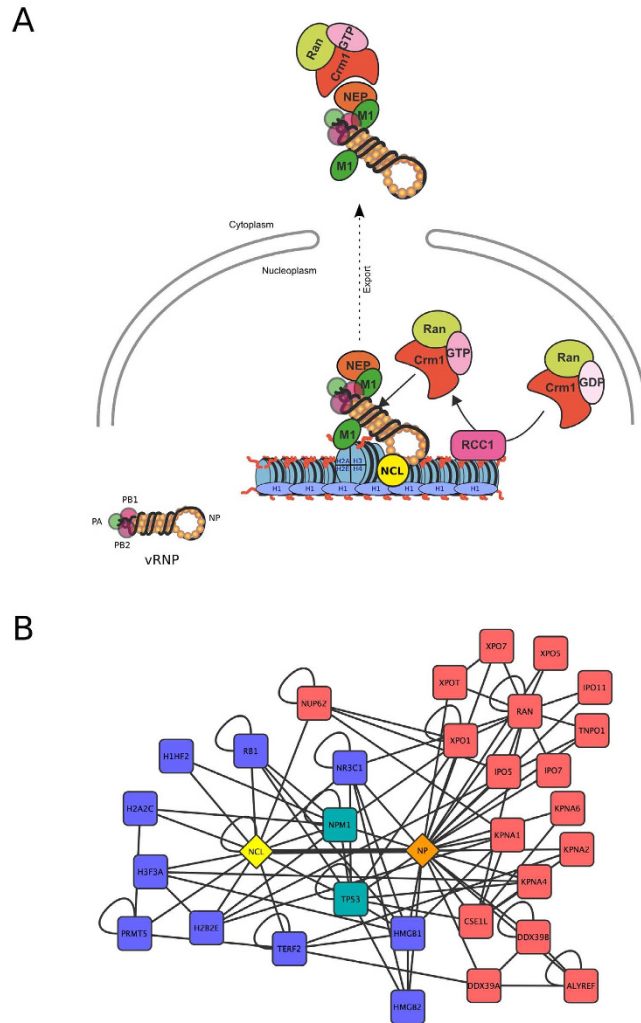 A
Ran
GTP
Crm1
NEP
M1
M1
Cytoplasm
Nucleoplasm
Export
Ran
GTP
Crm1
Ran
Crm1
GDP
RCC1
NEP
M1
M1
H2A H3
H2E H4
NCL
H1 H1 H1 H1 H1 H1 H1
PB1
PA
NP
PB2
vRNP
B
XPO7
XPO5
XPOT
IPO11
NUP62
RAN
TNPO1
XPO1
RB1
H1HF2
NR3C1
IPO5
IPO7
H2A2C
NPM1
KPNA6
KPNA1
NCL
NP
KPNA2
H3F3A
KPNA4
TP53
CSE1L
PRMT5
H2B2E
HMGB1
DDX39B
TERF2
DDX39A
ALYREF
HMGB2